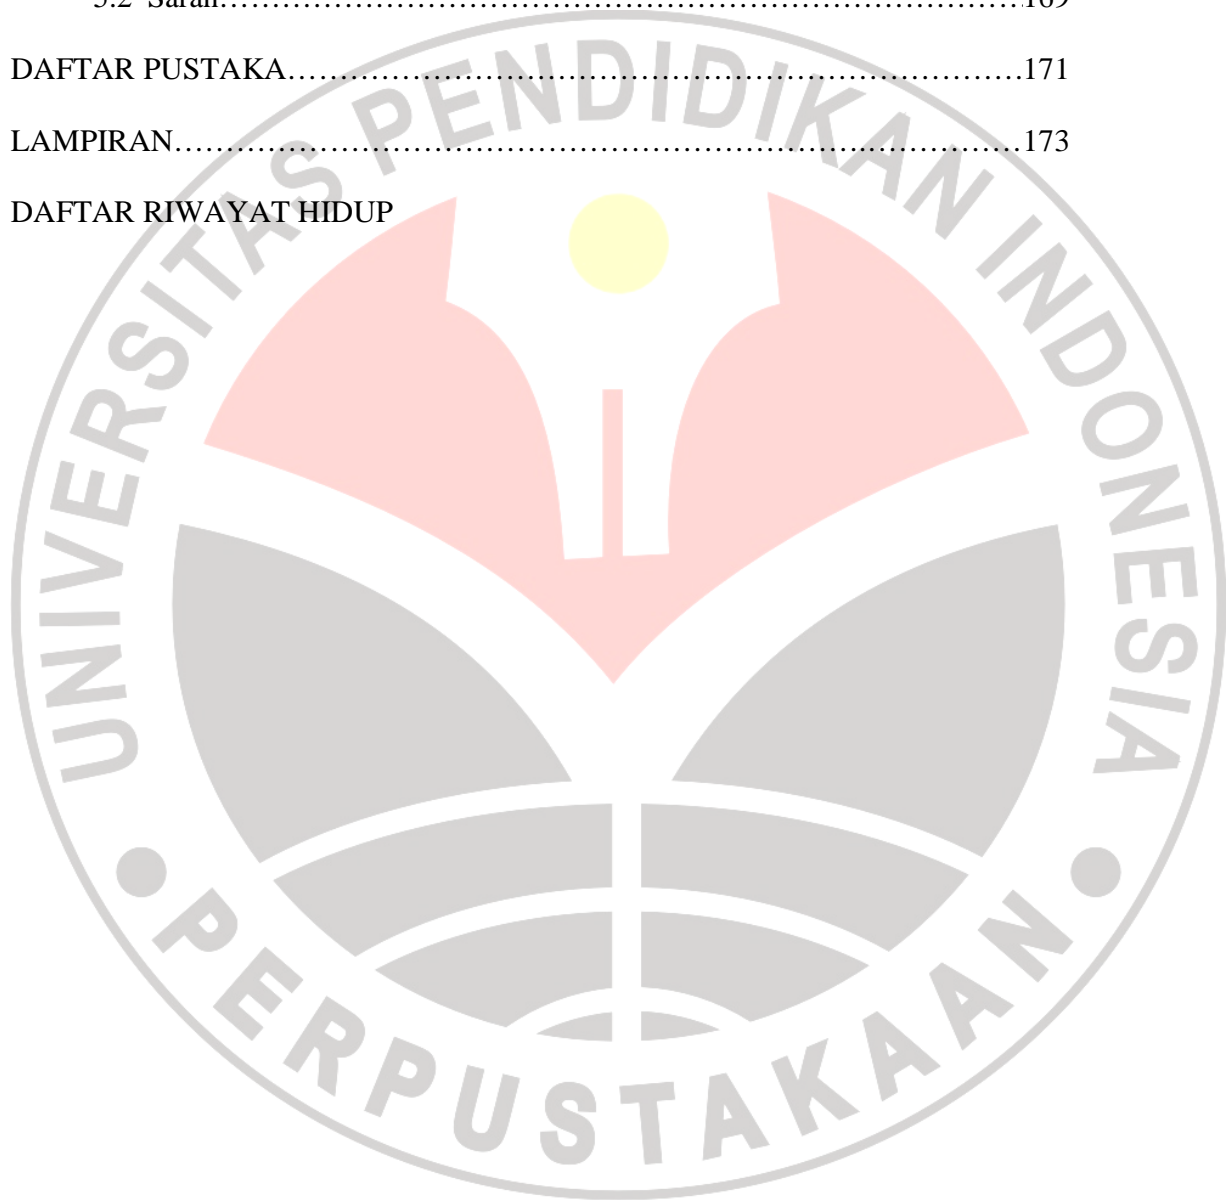 5.2 Saran……………………………………………………………………169
DAFTAR PUSTAKA………………………………………………………………171
LAMPIRAN…………………………………………………………………………173
DAFTAR RIWAYAT HIDUP
UNIVERSITAS PENDIDIKAN INDONESIA
PERPUSTAKAAN